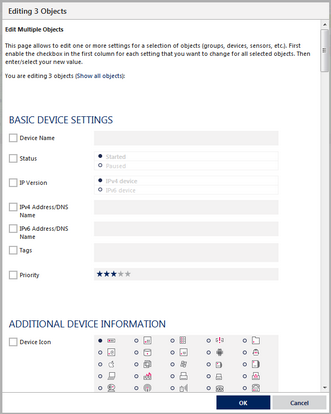 Editing 3 Objects
Edit Multiple Objects
This page allows to edit one or more settings for a selection of objects (groups, devices, sensors, etc.). First
enable the checkbox in the first column for each setting that you want to change for all selected objects. Then
enter/select your new value.
You are editing 3 objects (Show all objects):
BASIC DEVICE SETTINGS
Device Name
Status
Started
Paused
IP Version
IPv4 device
IPv6 device
IPv4 Address/DNS
Name
IPv6 Address/DNS
Name
Tags
Priority
ADDITIONAL DEVICE INFORMATION
Device Icon
OK
Cancel